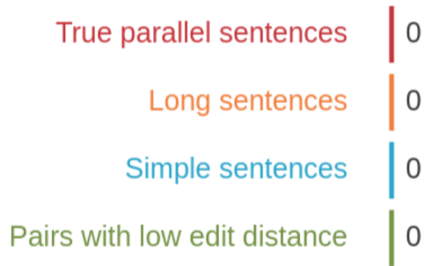 True parallel sentences 0
Long sentences 0
Simple sentences 0
Pairs with low edit distance 0